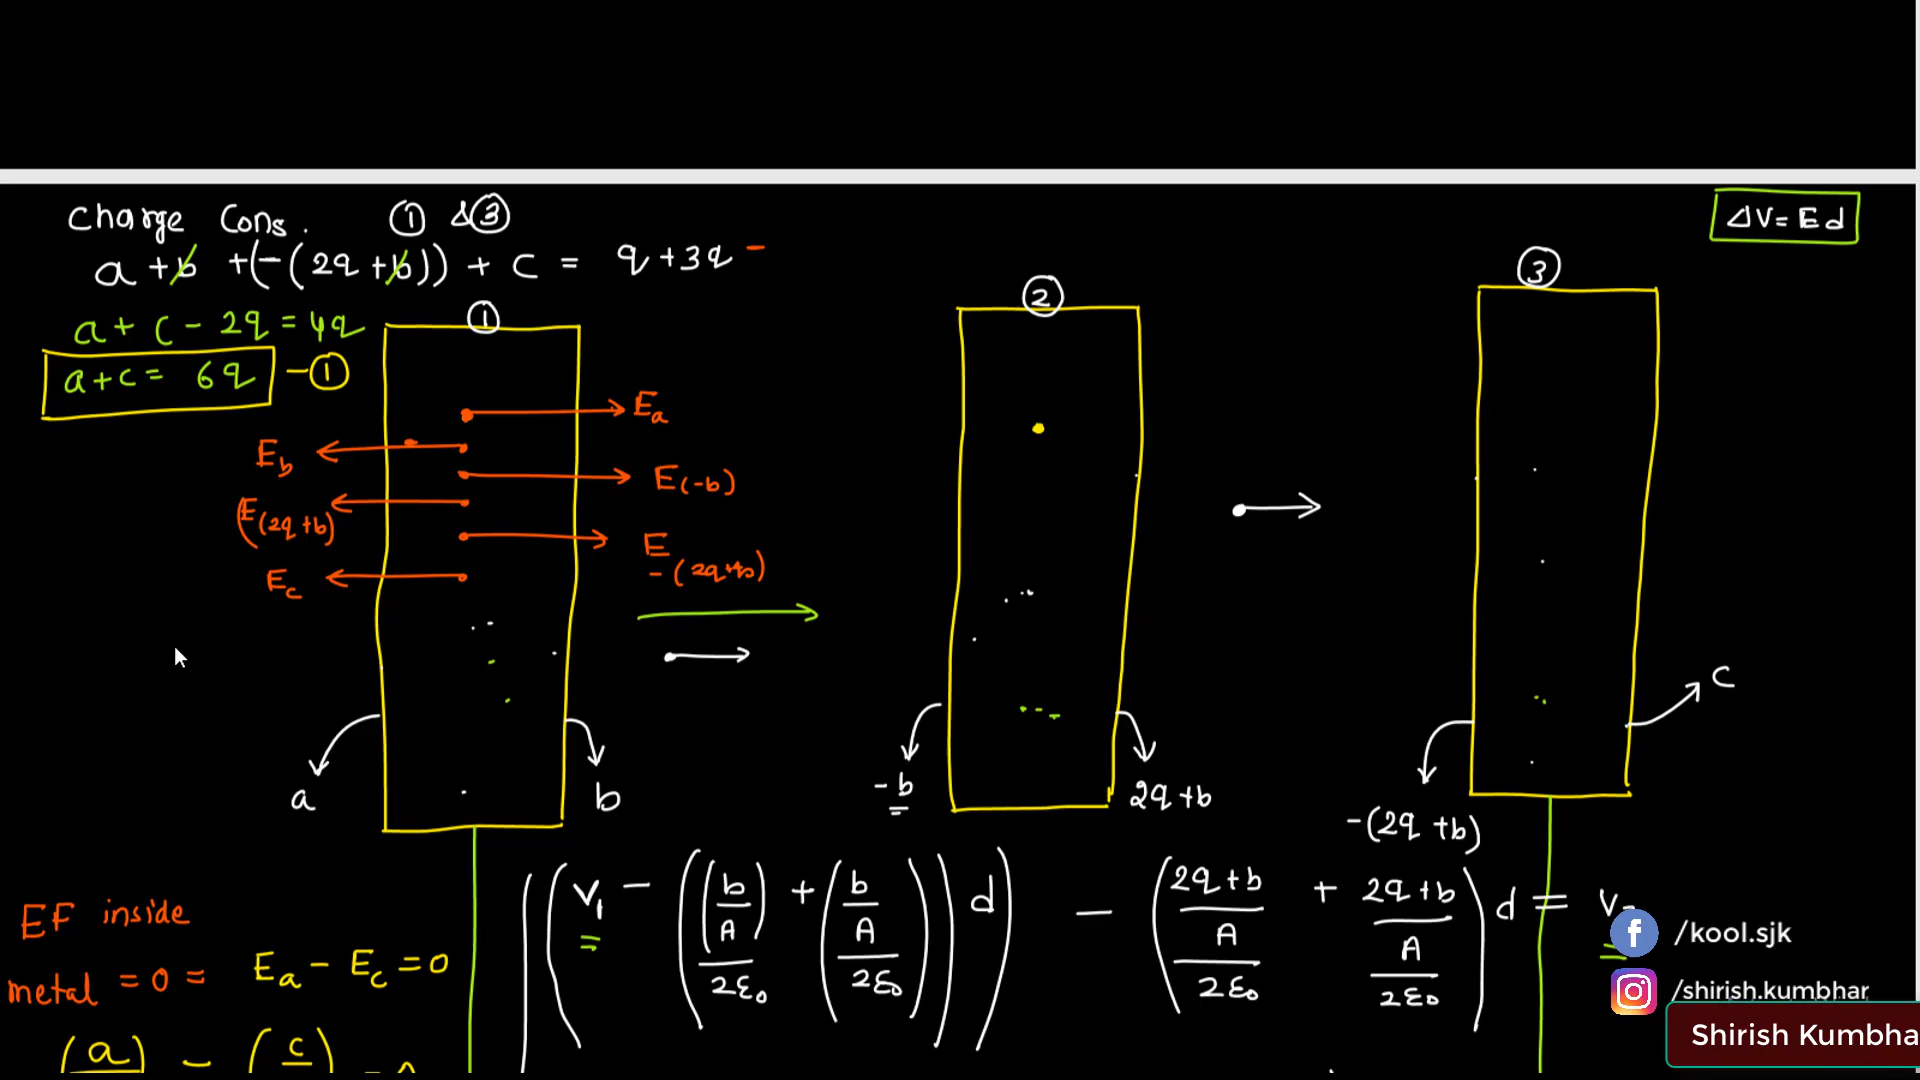 Charge Cons. ① & ③
a + b + (-(2q + b)) + c = q + 3q -
a + c - 2q = 4q
a + c = 6q - ①
ΔV = Ed
①
②
③
Ea
Eb
E(-b)
E(2q+b)
E-(2q+b)
Ec
a
b
-b
2q+b
-(2q+b)
c
((V₁ - ((b/A)/2ε₀ + (b/A)/2ε₀)d) - ((2q+b)/A/2ε₀ + (2q+b)/A/2ε₀)d = V
EF inside
metal = 0 =
Ea - Ec = 0
(a) - (c)
/kool.sjk
/shirish.kumbhar
Shirish Kumbha